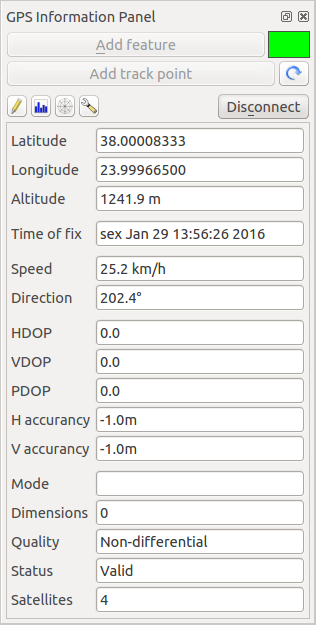 GPS Information Panel
Add feature
Add track point
Disconnect
Latitude 38.00008333
Longitude 23.99966500
Altitude 1241.9 m
Time of fix sex Jan 29 13:56:26 2016
Speed 25.2 km/h
Direction 202.4°
HDOP 0.0
VDOP 0.0
PDOP 0.0
H accurancy -1.0m
V accurancy -1.0m
Mode
Dimensions 0
Quality Non-differential
Status Valid
Satellites 4